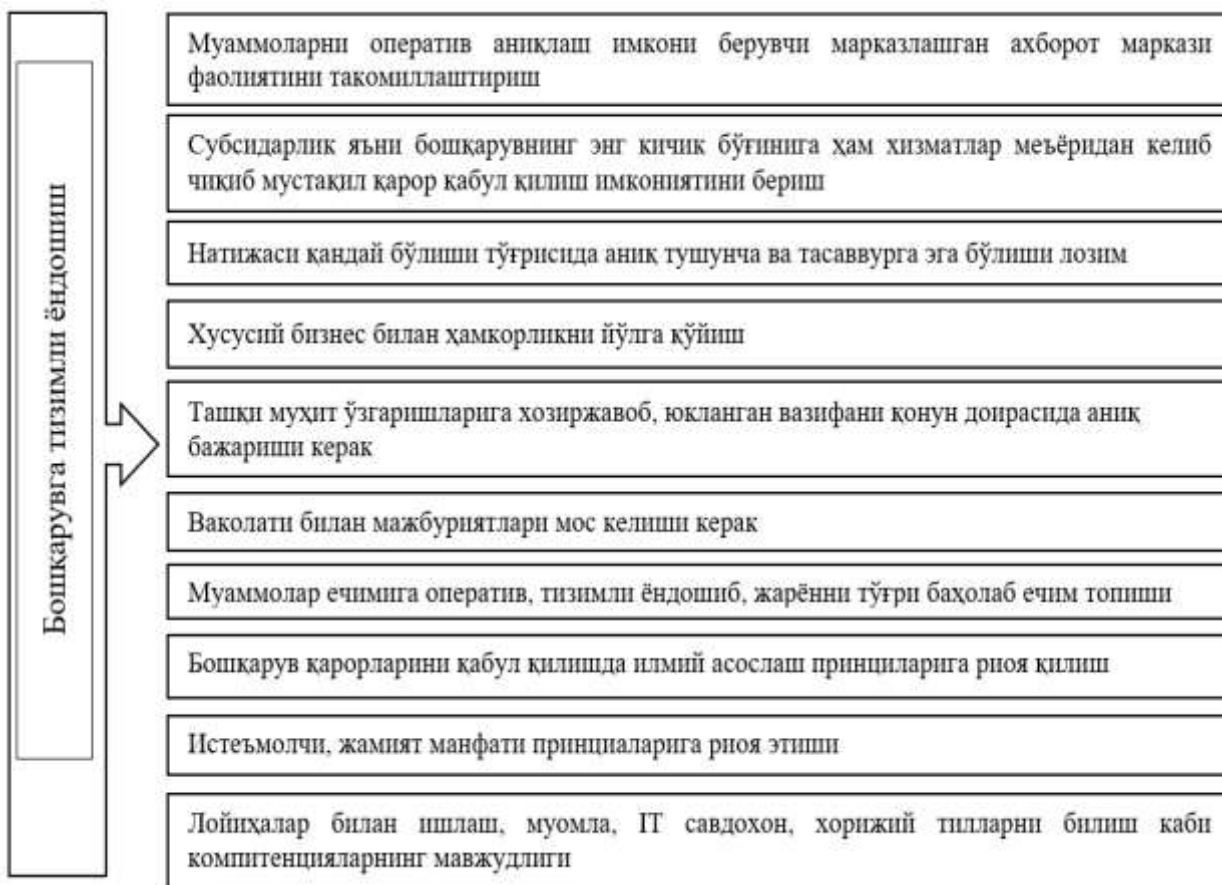 Бошқарувга тизимли ёндошиш
Муаммоларни оператив аниқлаш имкони берувчи марказлашган ахборот маркази
фаолиятини такомиллаштириш
Субсидарлик яъни бошқарувнинг энг кичик бўғинига ҳам хизматлар меъёридан келиб
чиқиб мустақил қарор қабул қилиш имкониятини бериш
Натижаси қандай бўлиши тўғрисида аниқ тушунча ва тасаввурга эга бўлиши лозим
Хусусий бизнес билан ҳамкорликни йўлга қўйиш
Ташқи муҳит ўзгаришларига хозиржавоб, юкланган вазифани қонун доирасида аниқ
бажариши керак
Ваколати билан мажбуриятлари мос келиши керак
Муаммолар ечимига оператив, тизимли ёндошиб, жарённи тўғри баҳолаб ечим топиши
Бошқарув қарорларини қабул қилишда илмий асослаш принциларига риоя қилиш
Истеъмолчи, жамият манфати принциаларига риоя этиши
Лойиҳалар билан ишлаш, муомла, IT савдохон, хорижий тилларни билиш каби
компитенцияларнинг мавжудлиги